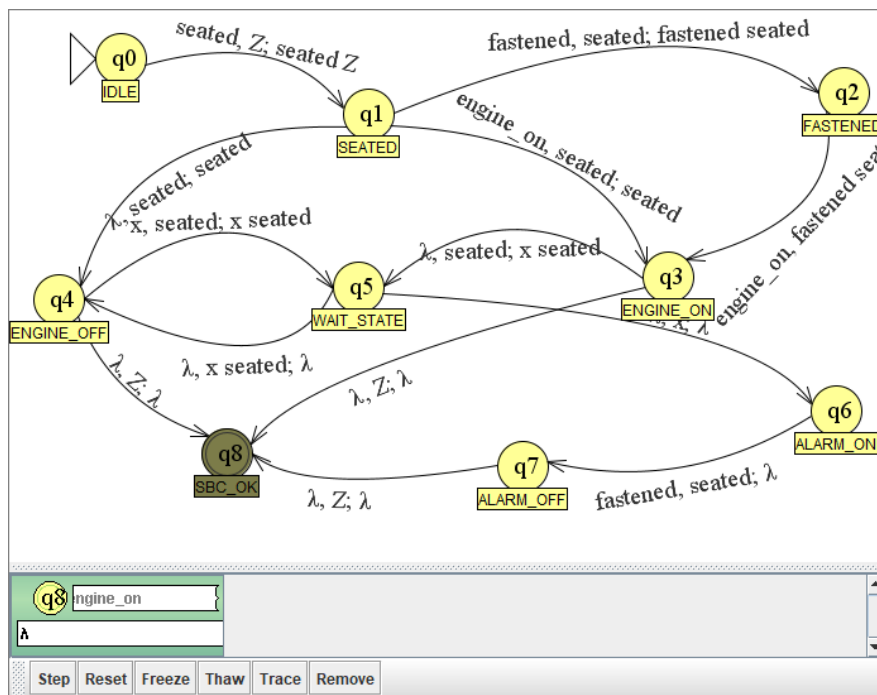 q0
IDLE
seated, Z; seated Z
q1
SEATED
fastened, seated; fastened seated
q2
FASTENED
engine_on, seated; seated
λ, seated; seated
x, seated; x seated
λ, seated; x seated
engine_on, fastened seated
q3
ENGINE_ON
q4
ENGINE_OFF
q5
WAIT_STATE
x; λ
λ, x seated; λ
λ, Z; λ
λ, Z; λ
q6
ALARM_ON
q8
SBC_OK
q7
ALARM_OFF
λ, Z; λ
fastened, seated; λ
q8
engine_on
λ
Step Reset Freeze Thaw Trace Remove